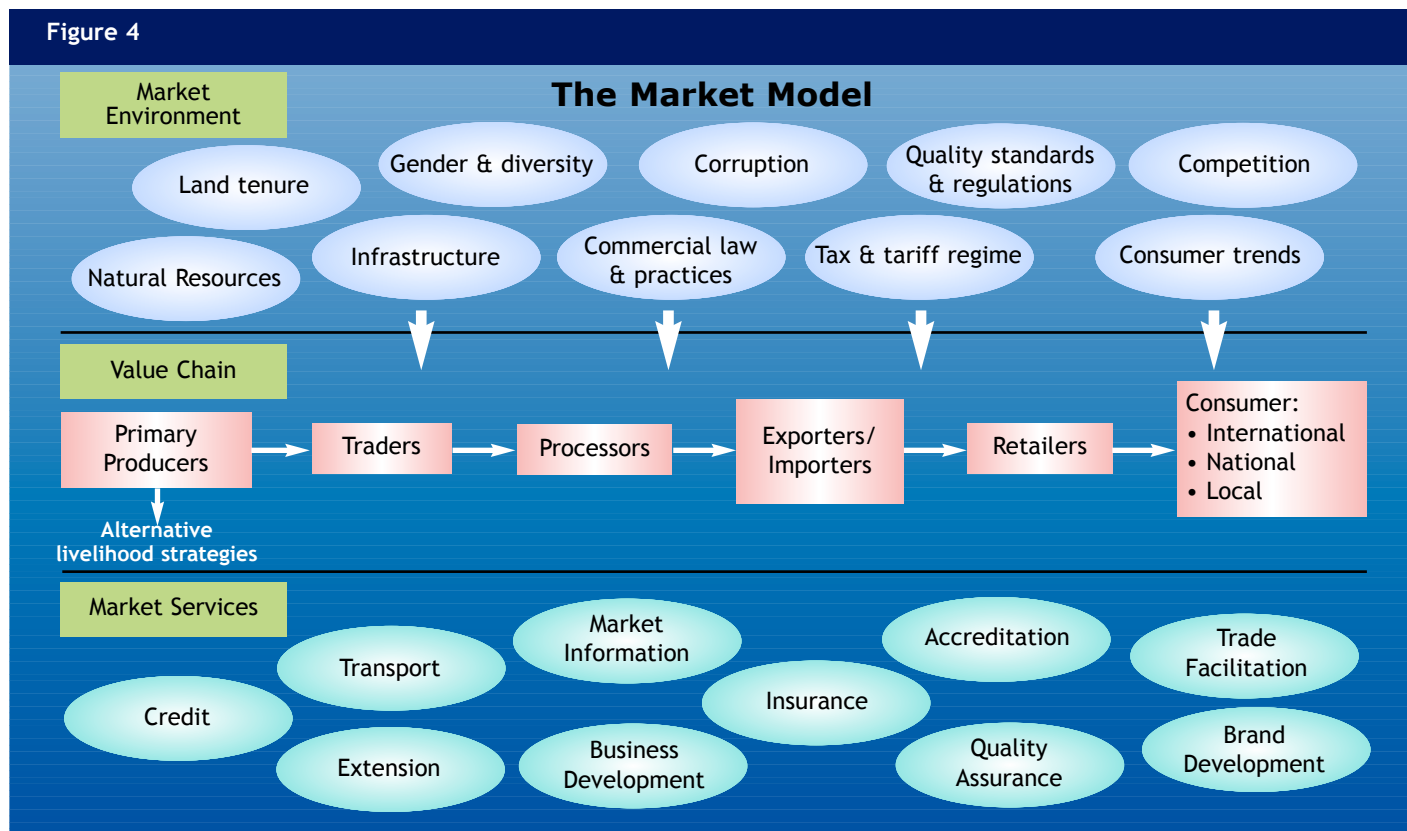 Figure 4
The Market Model
Market
Environment
Land tenure
Gender & diversity
Corruption
Quality standards
& regulations
Competition
Natural Resources
Infrastructure
Commercial law
& practices
Tax & tariff regime
Consumer trends
Value Chain
Primary
Producers
Traders
Processors
Exporters/
Importers
Retailers
Consumer:
• International
• National
• Local
Alternative
livelihood strategies
Market Services
Credit
Transport
Extension
Market
Information
Business
Development
Insurance
Accreditation
Quality
Assurance
Trade
Facilitation
Brand
Development